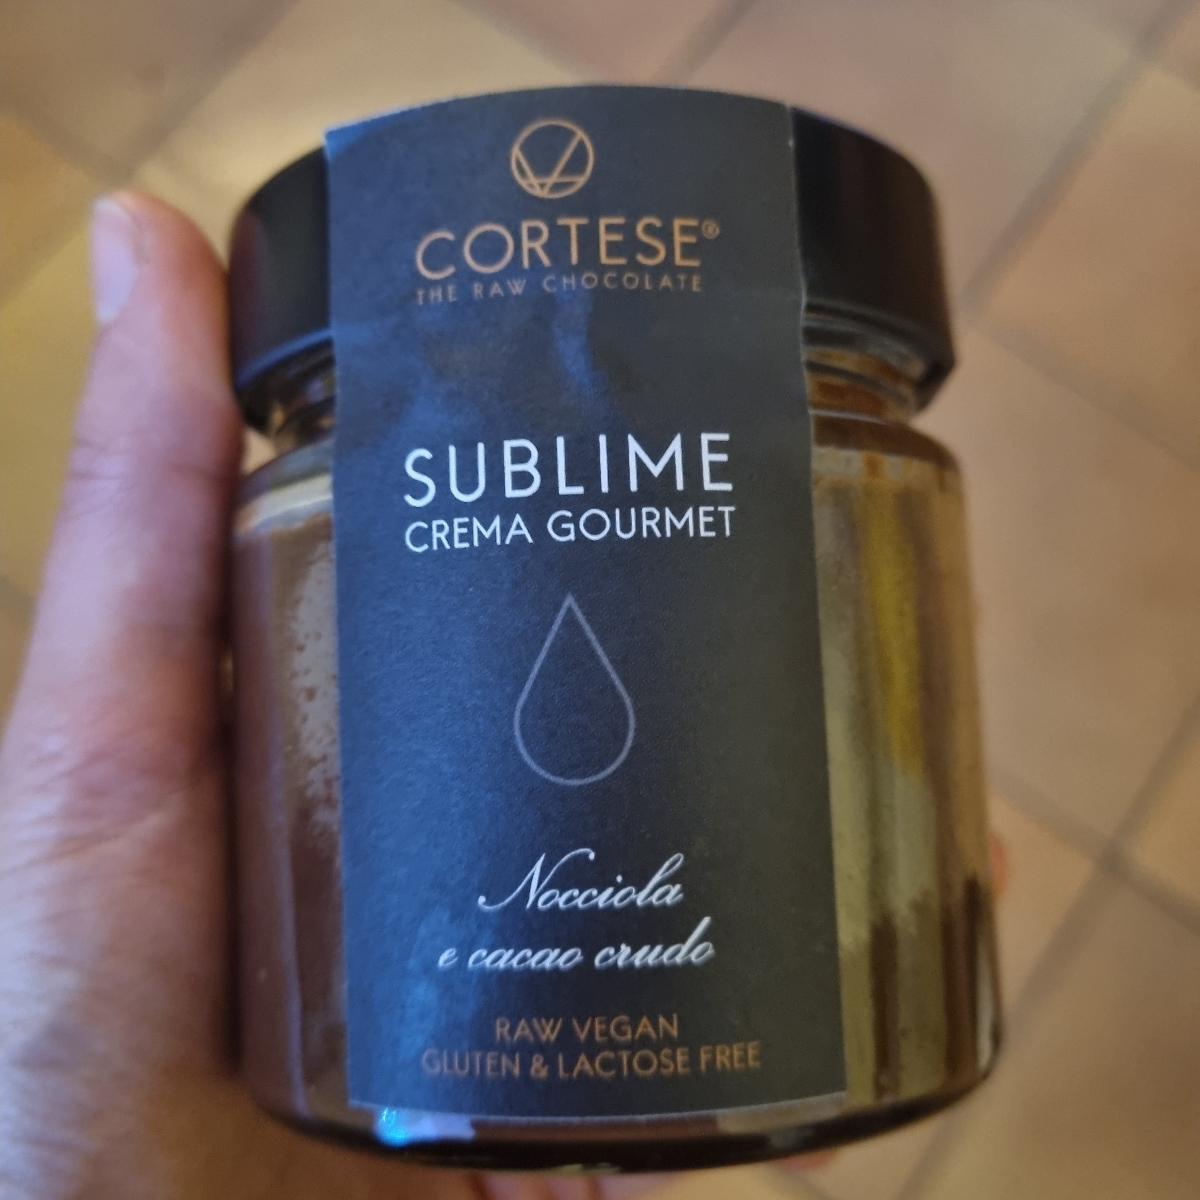 CORTESE®
THE RAW CHOCOLATE
SUBLIME
CREMA GOURMET
Nocciola
e cacao crudo
RAW VEGAN
GLUTEN & LACTOSE FREE